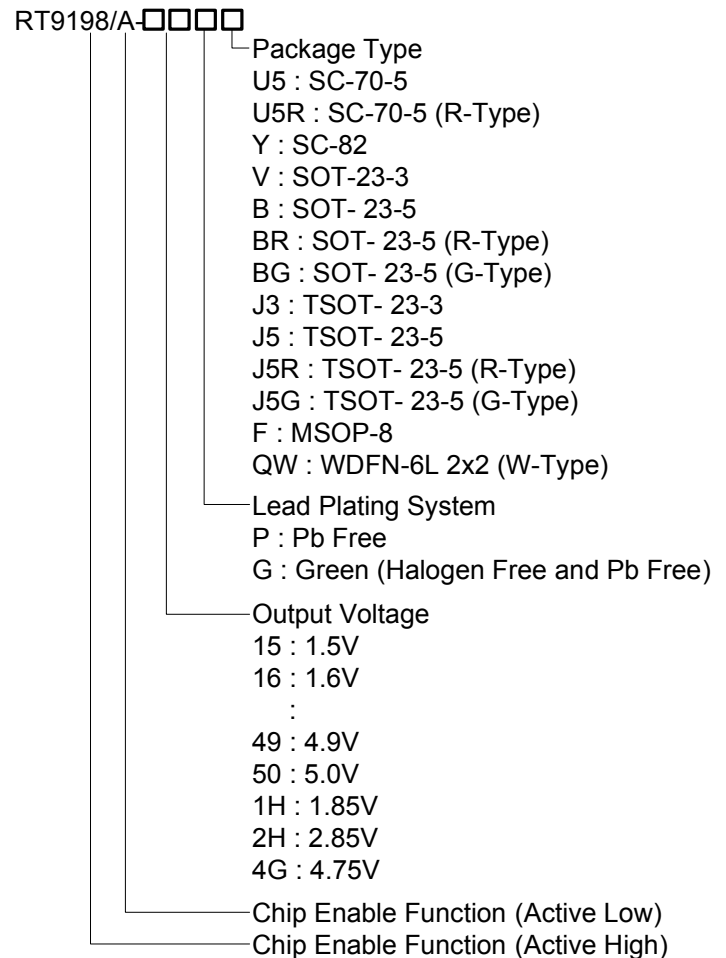 RT9198/A-□□□□
Package Type
U5 : SC-70-5
U5R : SC-70-5 (R-Type)
Y : SC-82
V : SOT-23-3
B : SOT- 23-5
BR : SOT- 23-5 (R-Type)
BG : SOT- 23-5 (G-Type)
J3 : TSOT- 23-3
J5 : TSOT- 23-5
J5R : TSOT- 23-5 (R-Type)
J5G : TSOT- 23-5 (G-Type)
F : MSOP-8
QW : WDFN-6L 2x2 (W-Type)
Lead Plating System
P : Pb Free
G : Green (Halogen Free and Pb Free)
Output Voltage
15 : 1.5V
16 : 1.6V
:
49 : 4.9V
50 : 5.0V
1H : 1.85V
2H : 2.85V
4G : 4.75V
Chip Enable Function (Active Low)
Chip Enable Function (Active High)